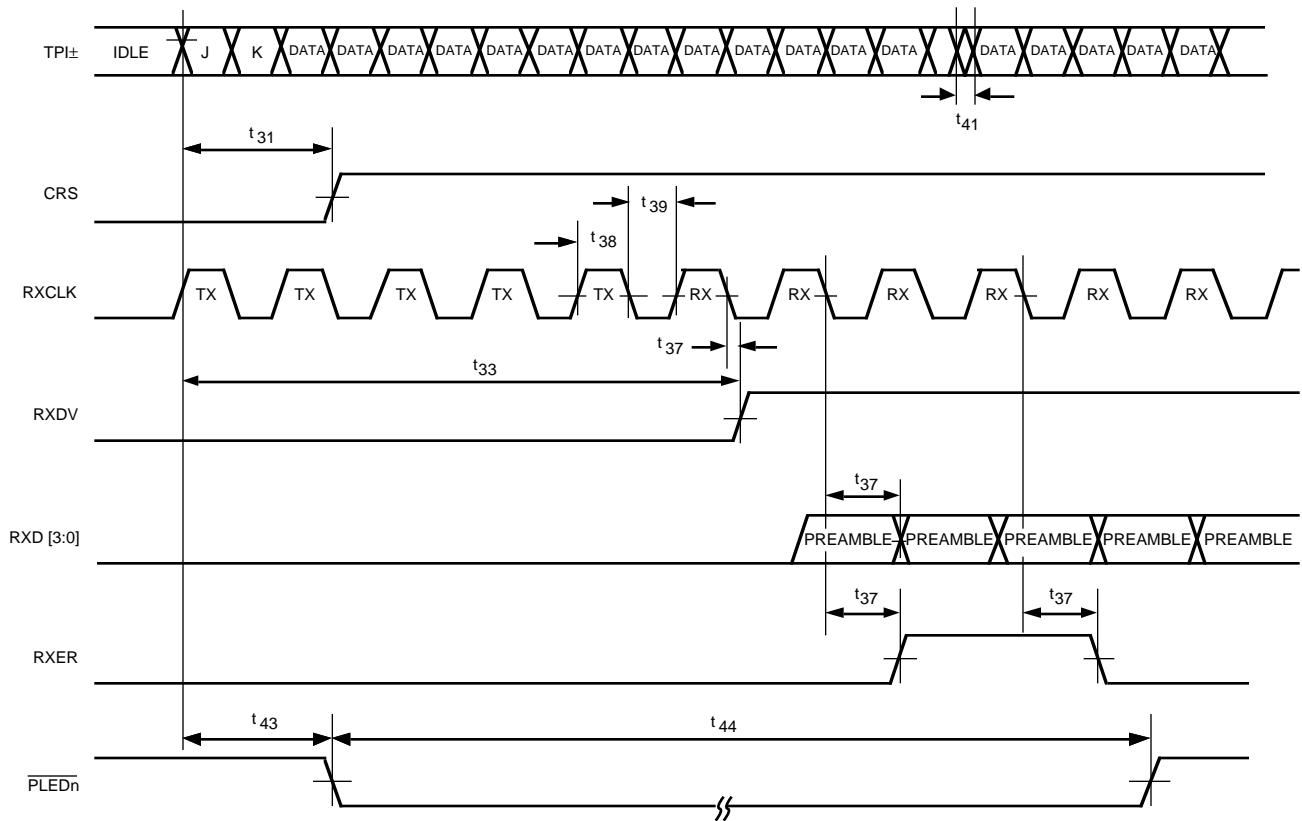 TPI± IDLE J K DATA DATA DATA DATA DATA DATA DATA DATA DATA DATA DATA DATA DATA DATA DATA DATA DATA DATA
t41
t31
CRS
t39
t38
RXCLK TX TX TX TX TX RX RX RX RX RX RX
t37
t33
RXDV
t37
RXD [3:0] PREAMBLE PREAMBLE PREAMBLE PREAMBLE PREAMBLE
t37 t37
RXER
t43 t44
PLEDn